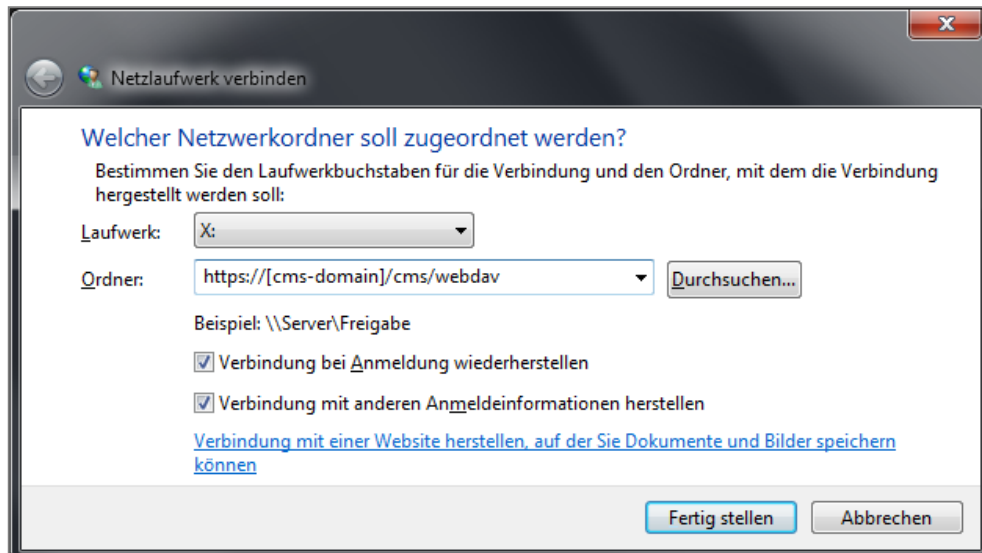 Netzlaufwerk verbinden
Welcher Netzwerkordner soll zugeordnet werden?
Bestimmen Sie den Laufwerkbuchstaben für die Verbindung und den Ordner, mit dem die Verbindung
hergestellt werden soll:
Laufwerk: X:
Ordner: https://[cms-domain]/cms/webdav Durchsuchen...
Beispiel: \\Server\Freigabe
Verbindung bei Anmeldung wiederherstellen
Verbindung mit anderen Anmeldeinformationen herstellen
Verbindung mit einer Website herstellen, auf der Sie Dokumente und Bilder speichern
können
Fertig stellen Abbrechen